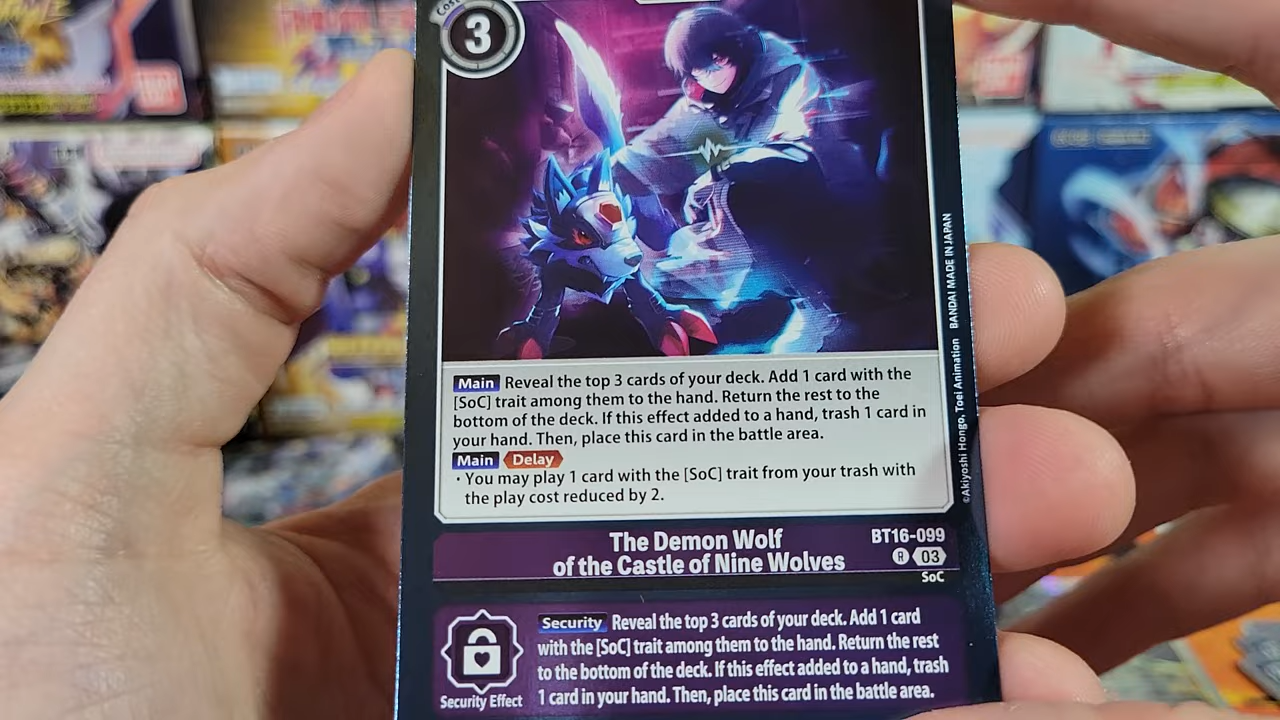 Cost
3
Main Reveal the top 3 cards of your deck. Add 1 card with the
[SoC] trait among them to the hand. Return the rest to the
bottom of the deck. If this effect added to a hand, trash 1 card in
your hand. Then, place this card in the battle area.
Main Delay
・You may play 1 card with the [SoC] trait from your trash with
the play cost reduced by 2.
©Akiyoshi Hongo, Toei Animation BANDAI MADE IN JAPAN
The Demon Wolf
of the Castle of Nine Wolves
BT16-099
R 03
SoC
Security Reveal the top 3 cards of your deck. Add 1 card
with the [SoC] trait among them to the hand. Return the rest
to the bottom of the deck. If this effect added to a hand, trash
1 card in your hand. Then, place this card in the battle area.
Security Effect